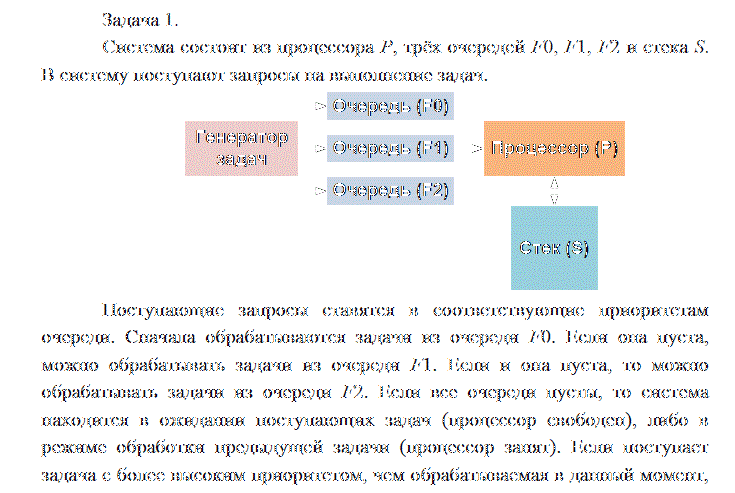 Задача 1.
Система состоит из процессора P, трёх очередей F0, F1, F2 и стека S.
В систему поступают запросы на выполнение задач.
Очередь (F0)
Генератор
задач
Очередь (F1)
Процессор (P)
Очередь (F2)
Стек (S)
Поступающие запросы ставятся в соответствующие приоритетам
очереди. Сначала обрабатываются задачи из очереди F0. Если она пуста,
можно обрабатывать задачи из очереди F1. Если и она пуста, то можно
обрабатывать задачи из очереди F2. Если все очереди пусты, то система
находится в ожидании поступающих задач (процессор свободен), либо в
режиме обработки предыдущей задачи (процессор занят). Если поступает
задача с более высоким приоритетом, чем обрабатываемая в данный момент,